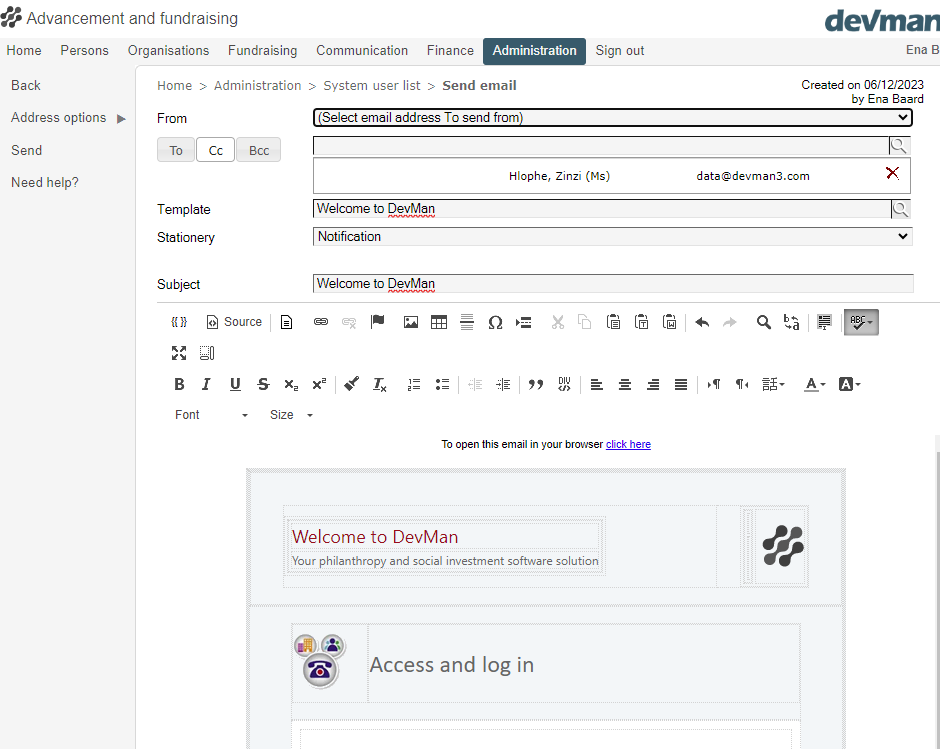 Advancement and fundraising
devman
Home Persons Organisations Fundraising Communication Finance Administration Sign out Ena B
Back
Address options
Send
Need help?
Home > Administration > System user list > Send email
Created on 06/12/2023
by Ena Baard
From (Select email address To send from)
To Cc Bcc
Hlophe, Zinzi (Ms) data@devman3.com
Template Welcome to DevMan
Stationery Notification
Subject Welcome to DevMan
Source
Font Size
To open this email in your browser click here
Welcome to DevMan
Your philanthropy and social investment software solution
Access and log in